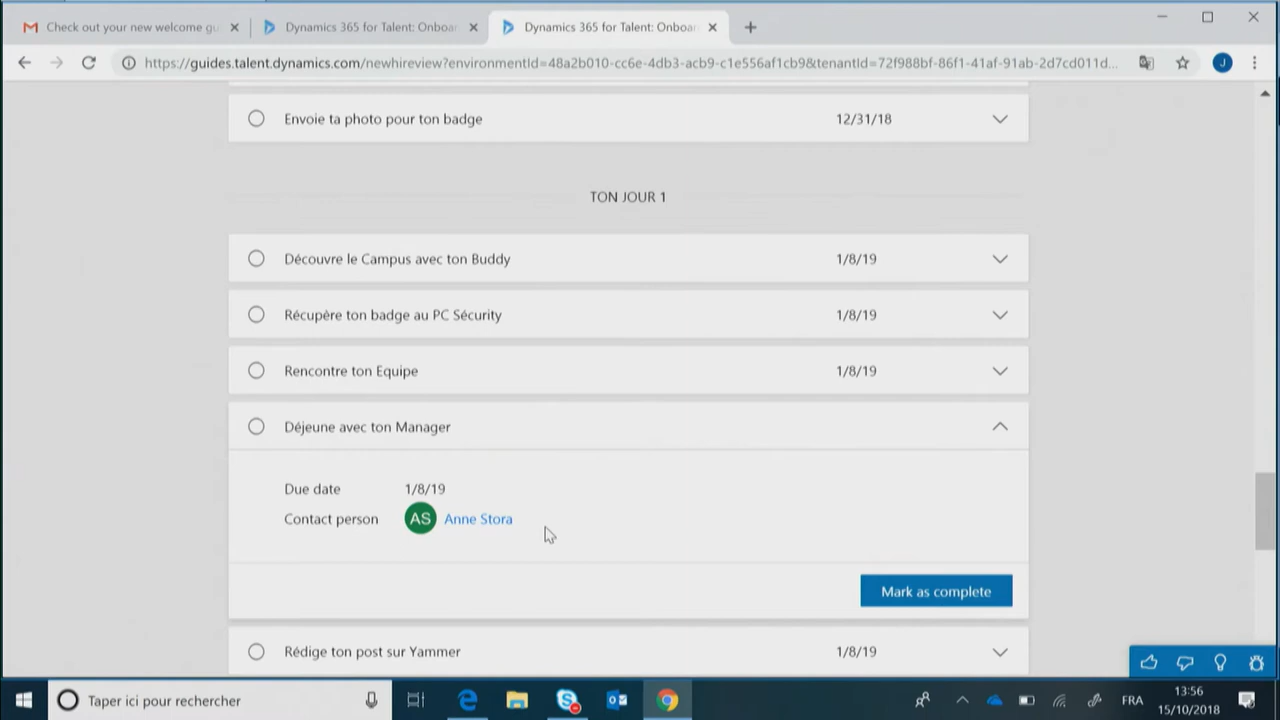 Check out your new welcome gu
Dynamics 365 for Talent: Onboar
Dynamics 365 for Talent: Onboar
https://guides.talent.dynamics.com/newhireview?environmentId=48a2b010-cc6e-4db3-acb9-c1e556af1cb9&tenantId=72f988bf-86f1-41af-91ab-2d7cd011d...
J
Envoie ta photo pour ton badge 12/31/18
TON JOUR 1
Découvre le Campus avec ton Buddy 1/8/19
Récupère ton badge au PC Sécurity 1/8/19
Rencontre ton Equipe 1/8/19
Déjeune avec ton Manager
Due date 1/8/19
Contact person AS Anne Stora
Mark as complete
Rédige ton post sur Yammer 1/8/19
Taper ici pour rechercher
FRA
13:56
15/10/2018